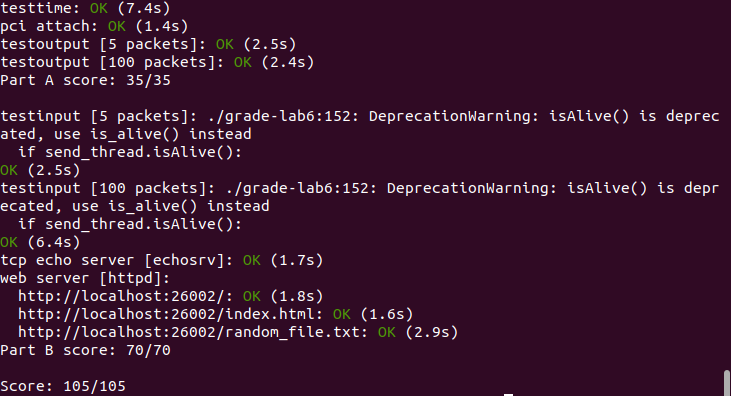 testtime: OK (7.4s)
pci attach: OK (1.4s)
testoutput [5 packets]: OK (2.5s)
testoutput [100 packets]: OK (2.4s)
Part A score: 35/35

testinput [5 packets]: ./grade-lab6:152: DeprecationWarning: isAlive() is deprec
ated, use is_alive() instead
  if send_thread.isAlive():
OK (2.5s)
testinput [100 packets]: ./grade-lab6:152: DeprecationWarning: isAlive() is depr
ecated, use is_alive() instead
  if send_thread.isAlive():
OK (6.4s)
tcp echo server [echosrv]: OK (1.7s)
web server [httpd]:
  http://localhost:26002/: OK (1.8s)
  http://localhost:26002/index.html: OK (1.6s)
  http://localhost:26002/random_file.txt: OK (2.9s)
Part B score: 70/70

Score: 105/105